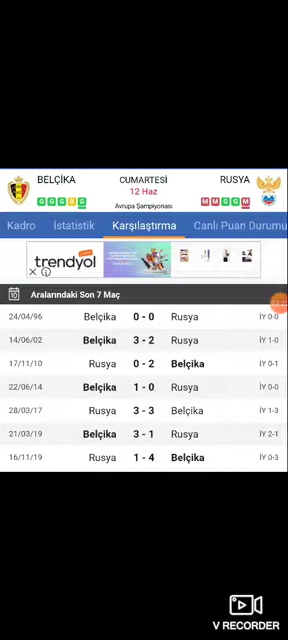 BELÇİKA CUMARTESİ RUSYA
12 Haz
G G G B G Avrupa Şampiyonası M M G G M
Kadro İstatistik Karşılaştırma Canlı Puan Durumu
trendyol
10 Aralarındaki Son 7 Maç
24/04/96 Belçika 0 - 0 Rusya İY 0-0
14/06/02 Belçika 3 - 2 Rusya İY 1-0
17/11/10 Rusya 0 - 2 Belçika İY 0-1
22/06/14 Belçika 1 - 0 Rusya İY 0-0
28/03/17 Rusya 3 - 3 Belçika İY 1-3
21/03/19 Belçika 3 - 1 Rusya İY 2-1
16/11/19 Rusya 1 - 4 Belçika İY 0-3
V RECORDER